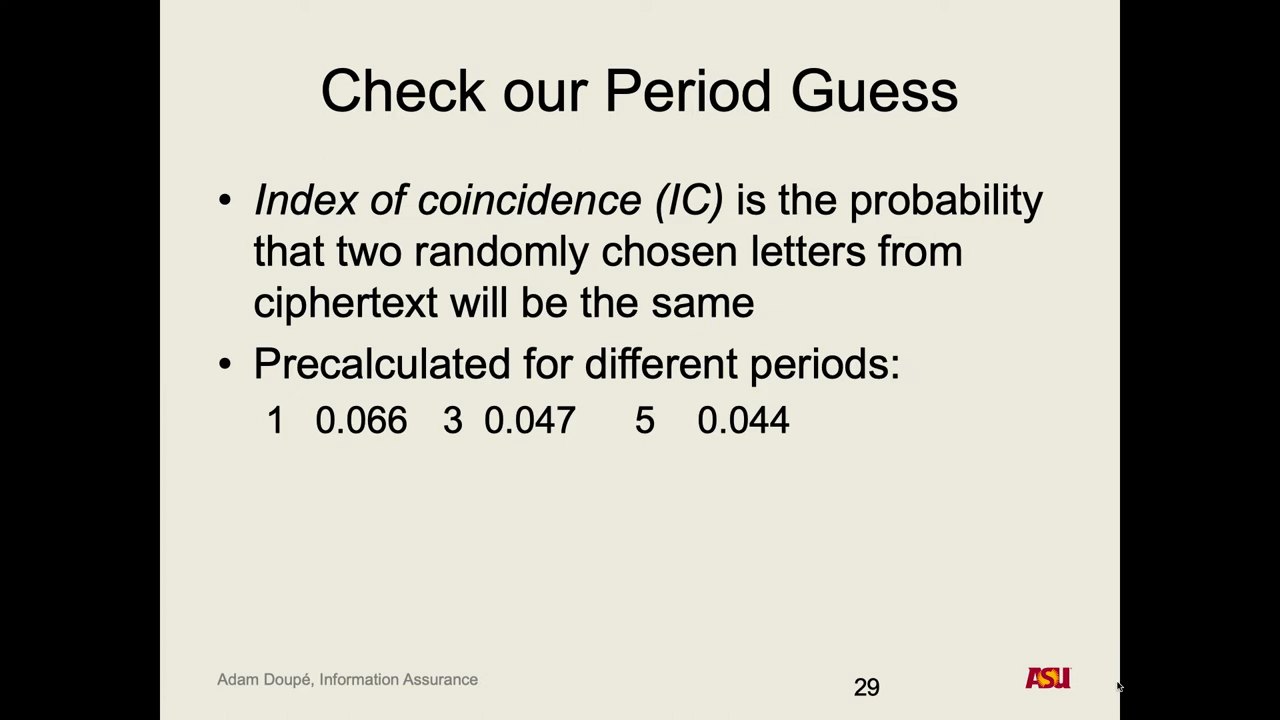 Check our Period Guess
• Index of coincidence (IC) is the probability
that two randomly chosen letters from
ciphertext will be the same
• Precalculated for different periods:
1 0.066 3 0.047 5 0.044
Adam Doupé, Information Assurance
29
ASU